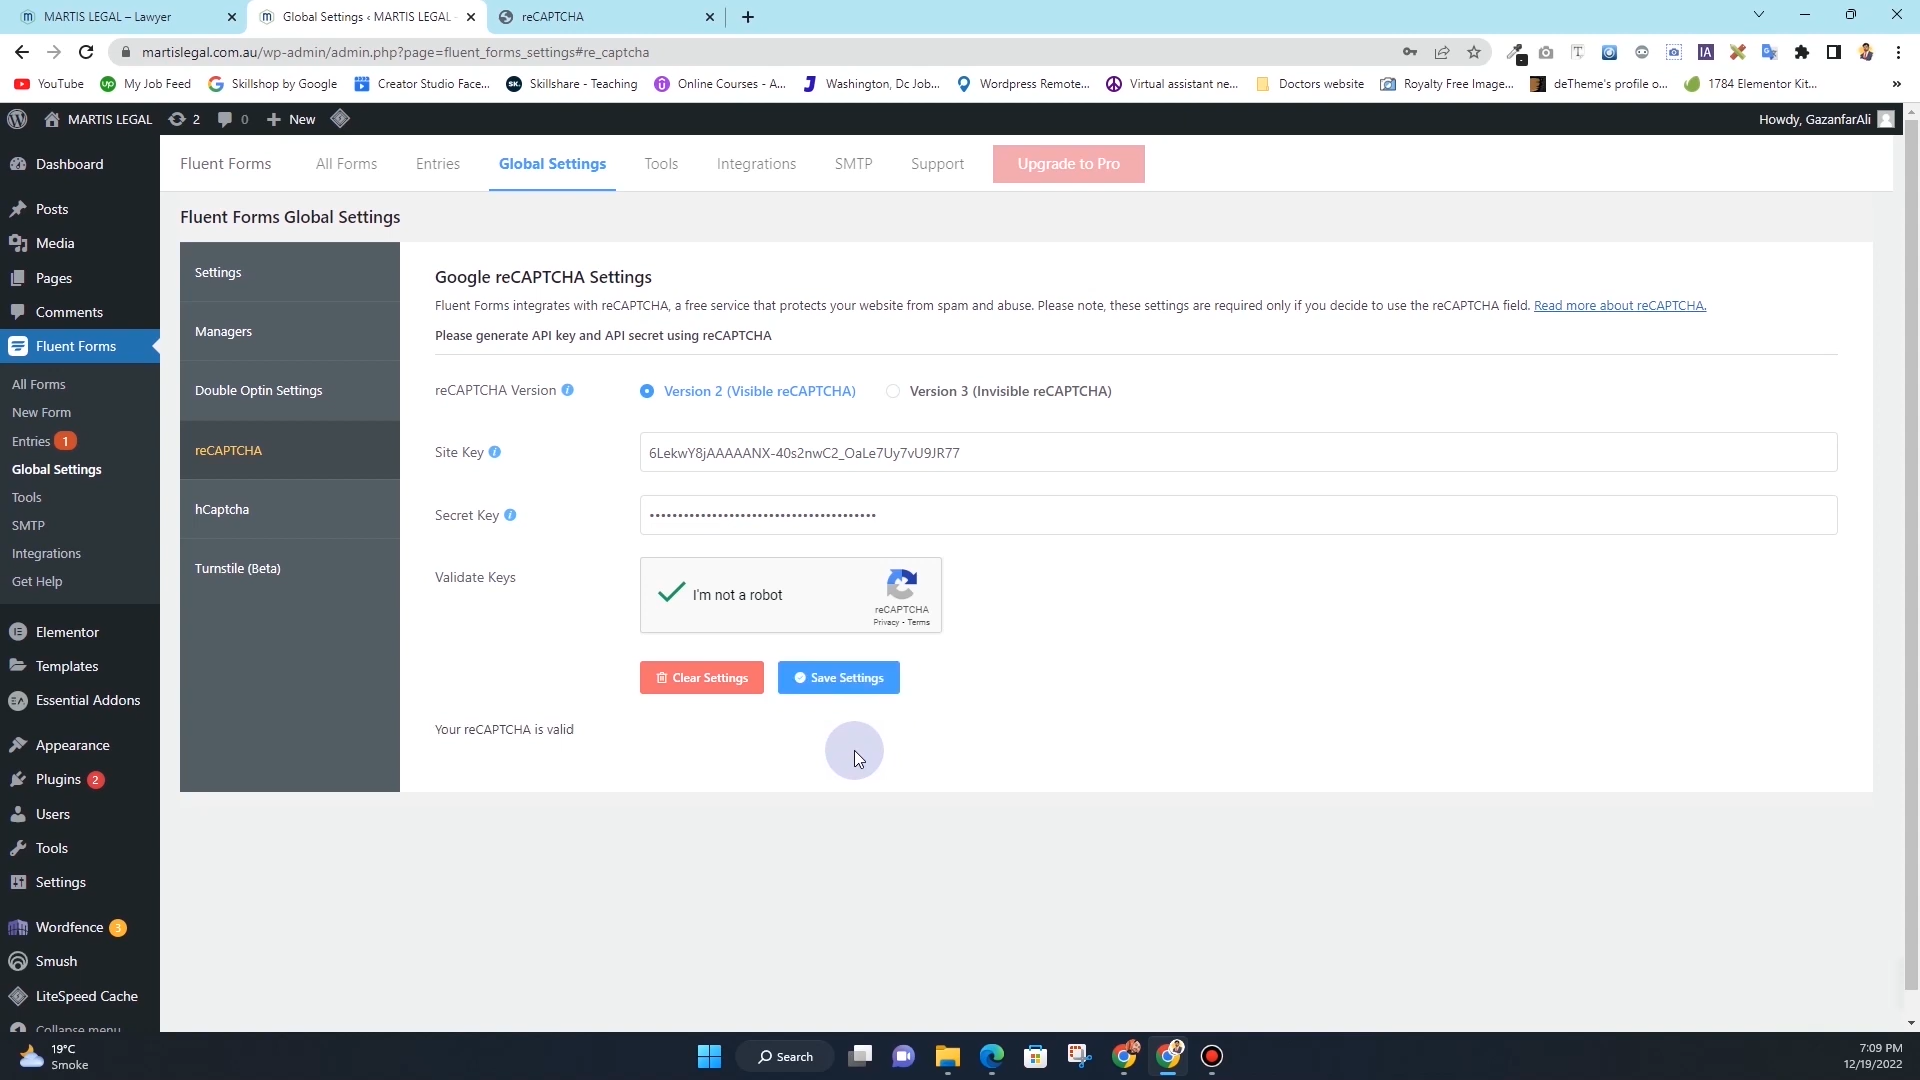 MARTIS LEGAL – Lawyer
Global Settings ‹ MARTIS LEGAL -
reCAPTCHA
martislegal.com.au/wp-admin/admin.php?page=fluent_forms_settings#re_captcha
YouTube
My Job Feed
Skillshop by Google
Creator Studio Face...
Skillshare - Teaching
Online Courses - A...
Washington, Dc Job...
Wordpress Remote...
Virtual assistant ne...
Doctors website
Royalty Free Image...
deTheme's profile o...
1784 Elementor Kit...
»
MARTIS LEGAL
2
0
New
Howdy, GazanfarAli
Dashboard
Posts
Media
Pages
Comments
Fluent Forms
All Forms
New Form
Entries 1
Global Settings
Tools
SMTP
Integrations
Get Help
Elementor
Templates
Essential Addons
Appearance
Plugins 2
Users
Tools
Settings
Wordfence 3
Smush
LiteSpeed Cache
Collapse menu
Fluent Forms
All Forms
Entries
Global Settings
Tools
Integrations
SMTP
Support
Upgrade to Pro
Fluent Forms Global Settings
Settings
Managers
Double Optin Settings
reCAPTCHA
hCaptcha
Turnstile (Beta)
Google reCAPTCHA Settings
Fluent Forms integrates with reCAPTCHA, a free service that protects your website from spam and abuse. Please note, these settings are required only if you decide to use the reCAPTCHA field. Read more about reCAPTCHA.
Please generate API key and API secret using reCAPTCHA
reCAPTCHA Version
Version 2 (Visible reCAPTCHA)
Version 3 (Invisible reCAPTCHA)
Site Key
6LekwY8jAAAAANX-40s2nwC2_OaLe7Uy7vU9JR77
Secret Key
••••••••••••••••••••••••••••••••••••••••
Validate Keys
I'm not a robot
reCAPTCHA
Privacy - Terms
Clear Settings
Save Settings
Your reCAPTCHA is valid
19°C
Smoke
Search
7:09 PM
12/19/2022